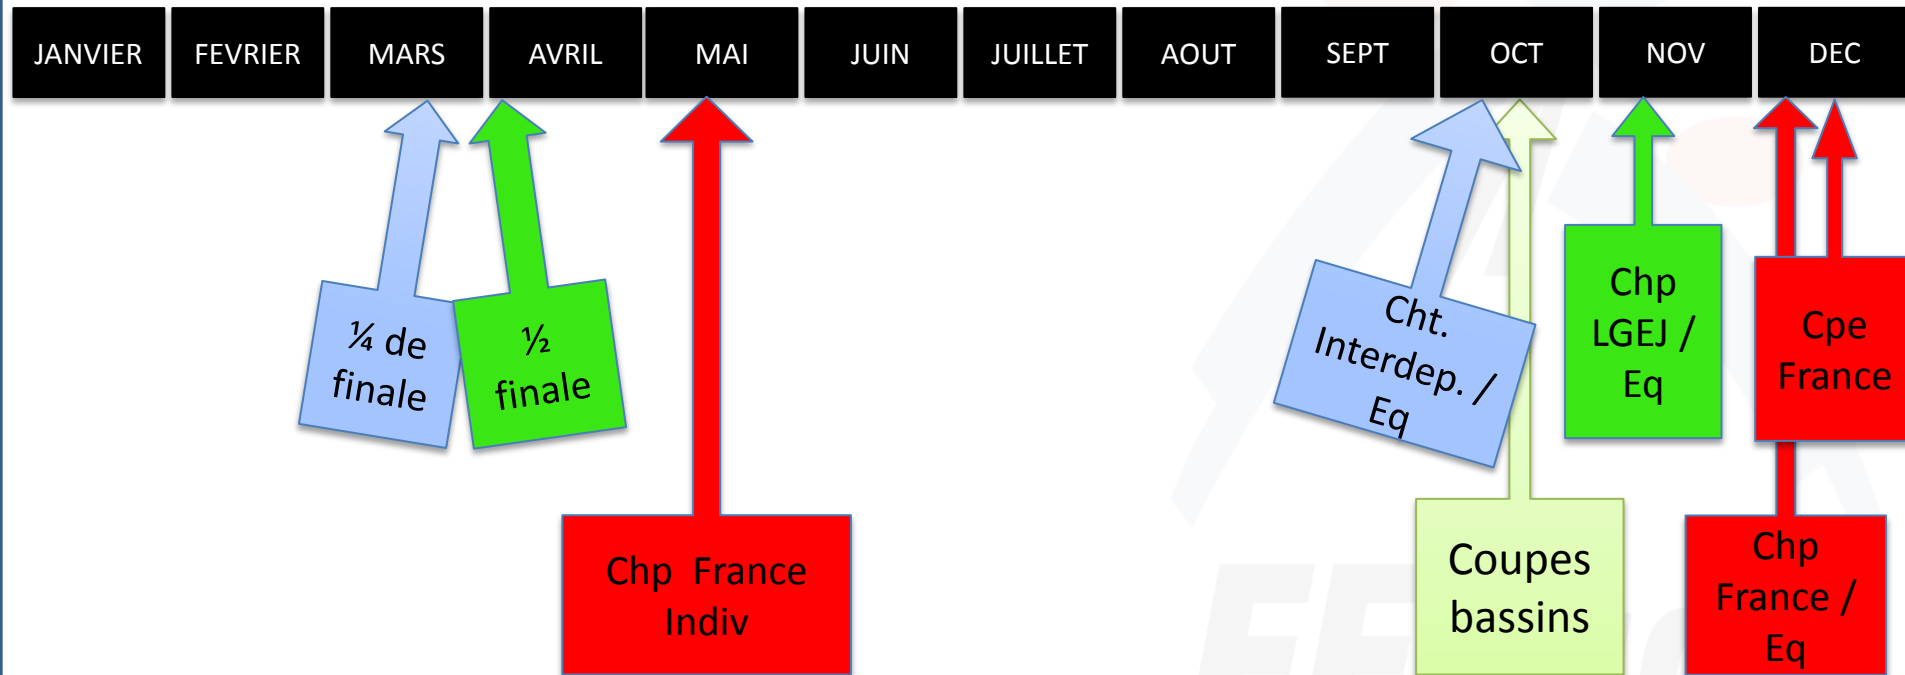 JANVIER
FEVRIER
MARS
AVRIL
MAI
JUIN
JUILLET
AOUT
SEPT
OCT
NOV
DEC
¼ de
finale
½
finale
Chp France
Indiv
Cht.
Interdep. /
Eq
Coupes
bassins
Chp
LGEJ /
Eq
Cpe
France
Chp
France /
Eq